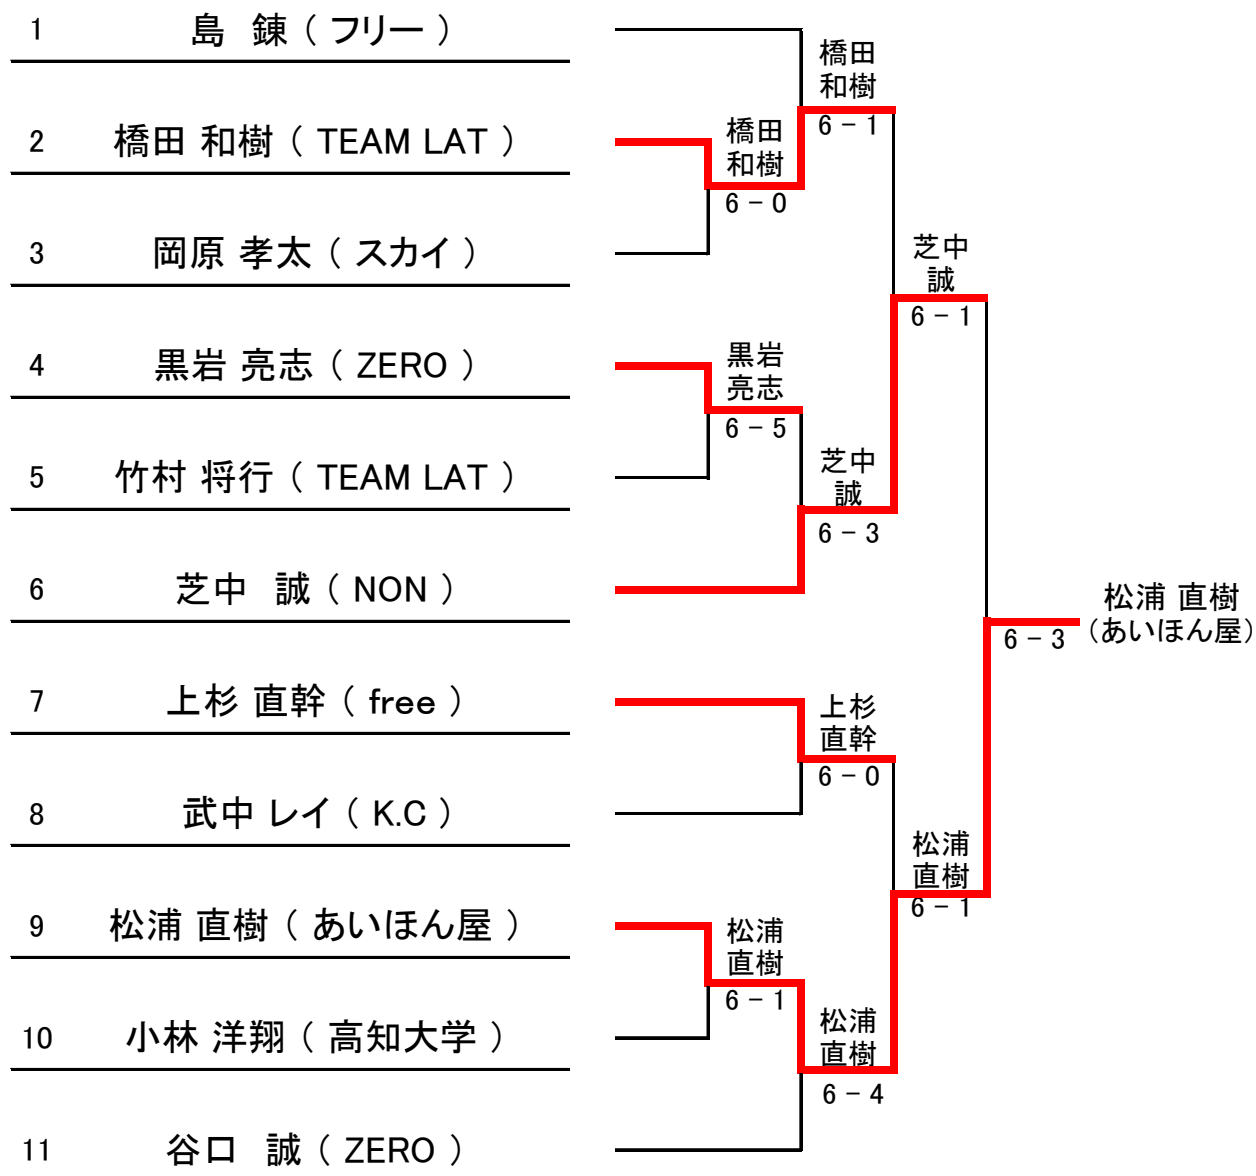 1 島 錬（ フリー ）
2 橋田 和樹（ TEAM LAT ）
3 岡原 孝太（ スカイ ）
4 黒岩 亮志（ ZERO ）
5 竹村 将行（ TEAM LAT ）
6 芝中 誠（ NON ）
7 上杉 直幹（ free ）
8 武中 レイ（ K.C ）
9 松浦 直樹（ あいほん屋 ）
10 小林 洋翔（ 高知大学 ）
11 谷口 誠（ ZERO ）
橋田
和樹
6－0
黒岩
亮志
6－5
松浦
直樹
6－1
橋田
和樹
6－1
芝中
誠
6－3
上杉
直幹
6－0
松浦
直樹
6－4
芝中
誠
6－1
松浦
直樹
6－1
6－3
松浦 直樹
（あいほん屋）